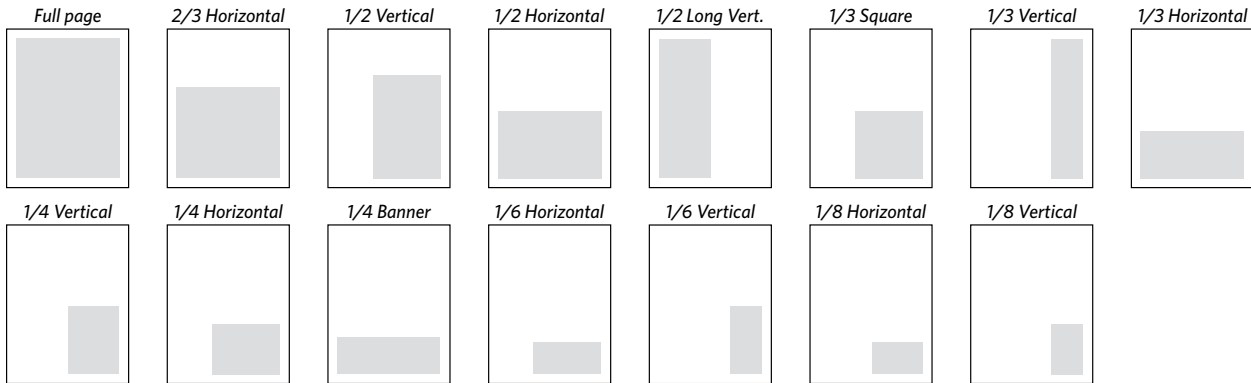 Full page
2/3 Horizontal
1/2 Vertical
1/2 Horizontal
1/2 Long Vert.
1/3 Square
1/3 Vertical
1/3 Horizontal
1/4 Vertical
1/4 Horizontal
1/4 Banner
1/6 Horizontal
1/6 Vertical
1/8 Horizontal
1/8 Vertical